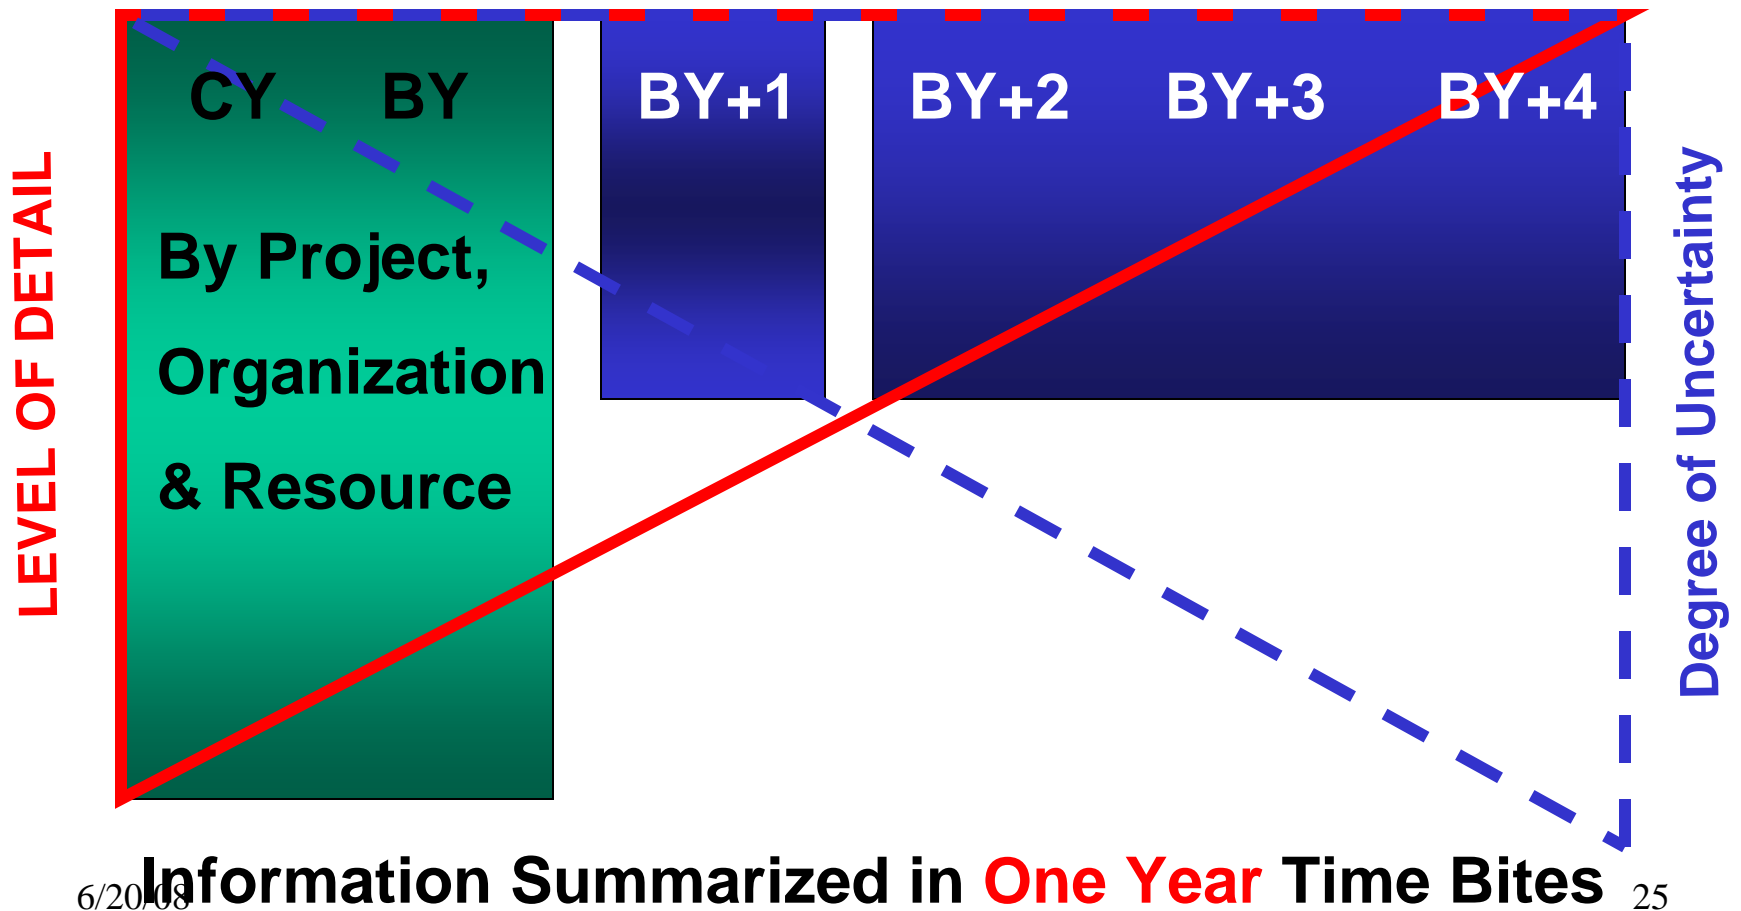 CY BY BY+1 BY+2 BY+3 BY+4
LEVEL OF DETAIL
By Project,
Organization
& Resource
Degree of Uncertainty
Information Summarized in One Year Time Bites
6/20/08
25